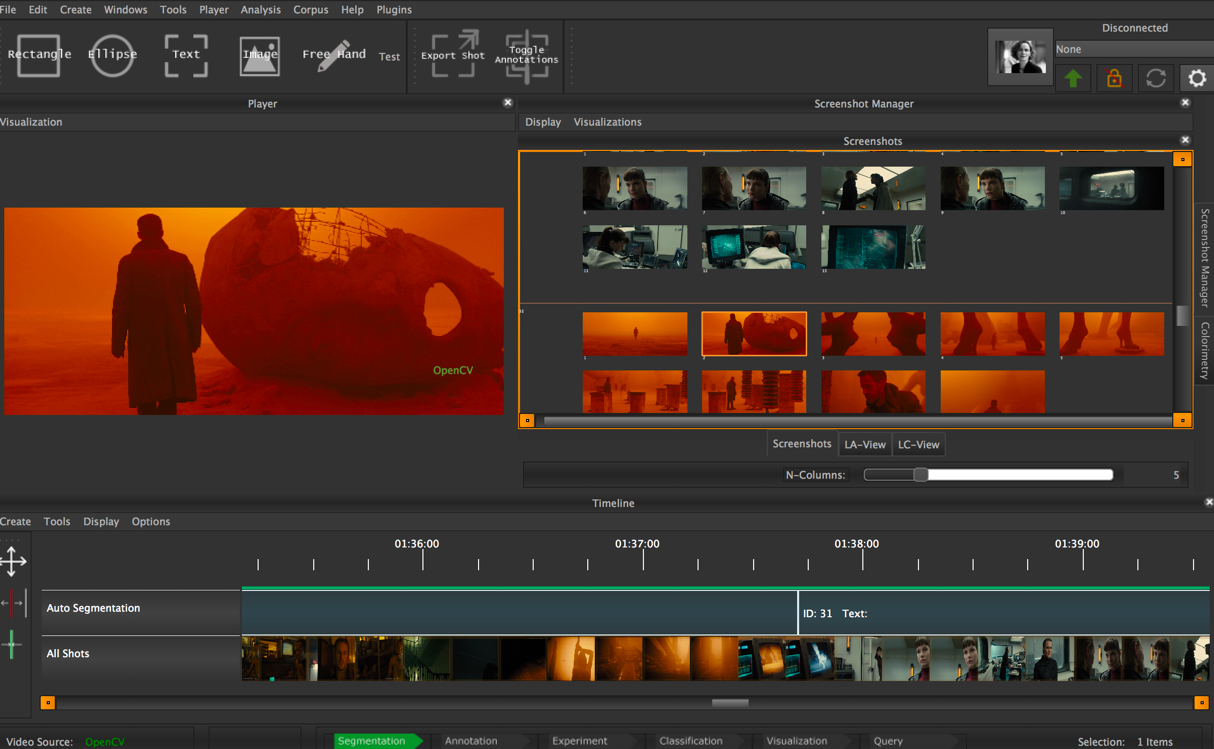 File Edit Create Windows Tools Player Analysis Corpus Help Plugins
Rectangle Ellipse Text Image Free Hand Test Export Shot Toggle Annotations
Disconnected
None
Player
Visualization
OpenCV
Screenshot Manager
Display Visualizations
Screenshots
Screenshot Manager
Colorimetry
Screenshots LA-View LC-View
N-Columns: 5
Timeline
Create Tools Display Options
01:36:00 01:37:00 01:38:00 01:39:00
Auto Segmentation
ID: 31 Text:
All Shots
Video Source: OpenCV
Segmentation Annotation Experiment Classification Visualization Query
Selection: 1 Items